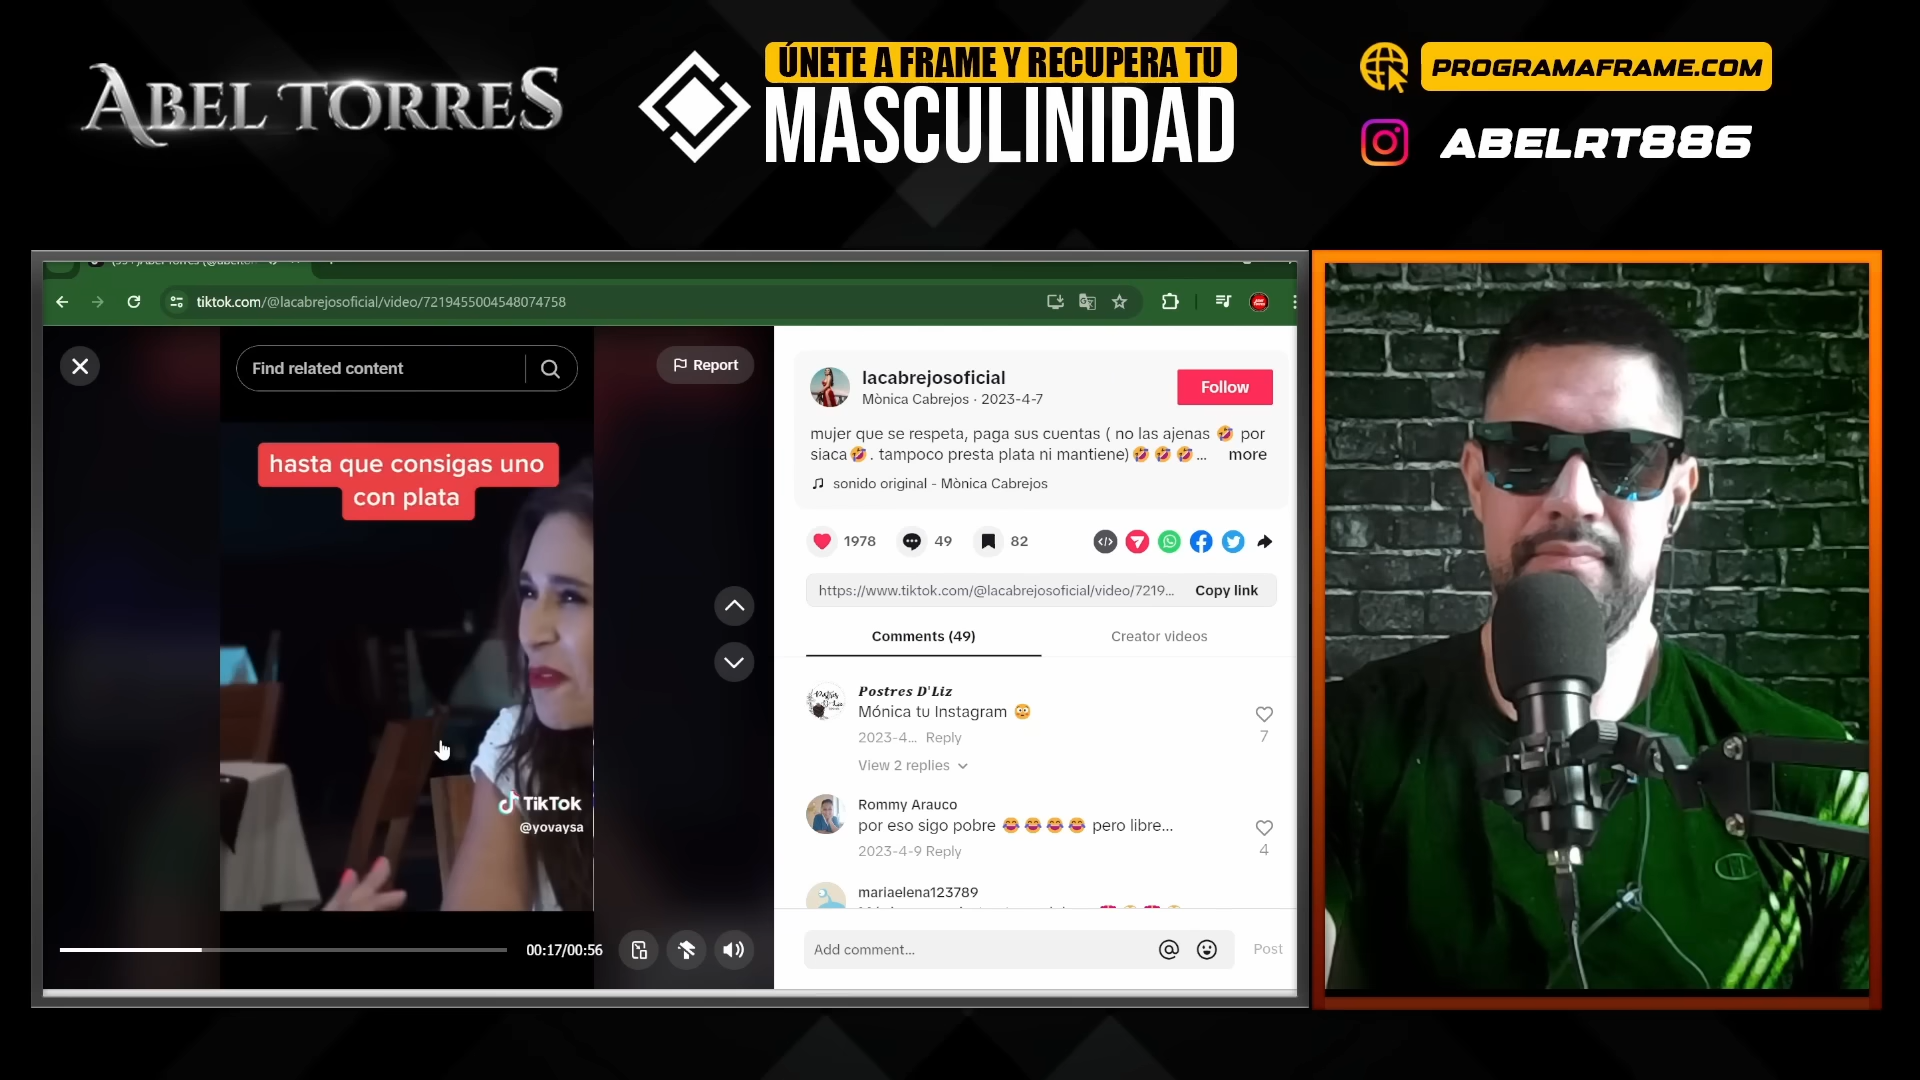 ABEL TORRES
ÚNETE A FRAME Y RECUPERA TU
MASCULINIDAD
PROGRAMAFRAME.COM
ABELRT886
tiktok.com/@lacabrejosoficial/video/7219455004548074758
Find related content
Report
hasta que consigas uno
con plata
TikTok
@yovaysa
00:17/00:56
lacabrejosoficial
Mònica Cabrejos · 2023-4-7
Follow
mujer que se respeta, paga sus cuentas ( no las ajenas 🤣 por
siaca🤣. tampoco presta plata ni mantiene)🤣 🤣 🤣... more
sonido original - Mònica Cabrejos
1978
49
82
https://www.tiktok.com/@lacabrejosoficial/video/7219...
Copy link
Comments (49)
Creator videos
Postres D'Liz
Mónica tu Instagram 😳
2023-4... Reply
7
View 2 replies
Rommy Arauco
por eso sigo pobre 😂 😂 😂 😂 pero libre...
2023-4-9 Reply
4
mariaelena123789
Add comment...
Post